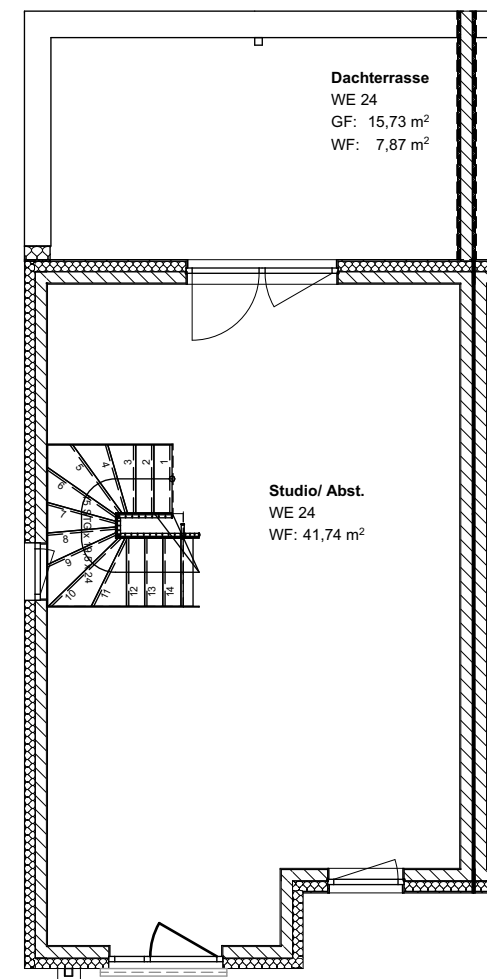 Dachterrasse
WE 24
GF: 15,73 m²
WF: 7,87 m²
Studio/ Abst.
WE 24
WF: 41,74 m²
1
2
3
4
5
6
7
8
9
10
11
12
13
14